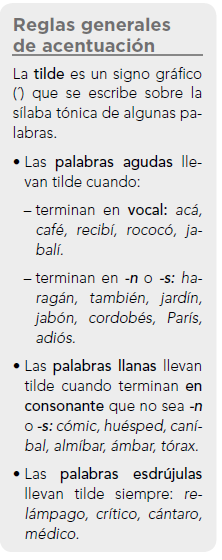 Reglas generales
de acentuación
La tilde es un signo gráfico
(´) que se escribe sobre la
sílaba tónica de algunas pa-
labras.
• Las palabras agudas lle-
van tilde cuando:
– terminan en vocal: acá,
café, recibí, rococó, ja-
balí.
– terminan en -n o -s: ha-
ragán, también, jardín,
jabón, cordobés, París,
adiós.
• Las palabras llanas llevan
tilde cuando terminan en
consonante que no sea -n
o -s: cómic, huésped, caní-
bal, almíbar, ámbar, tórax.
• Las palabras esdrújulas
llevan tilde siempre: re-
lámpago, crítico, cántaro,
médico.